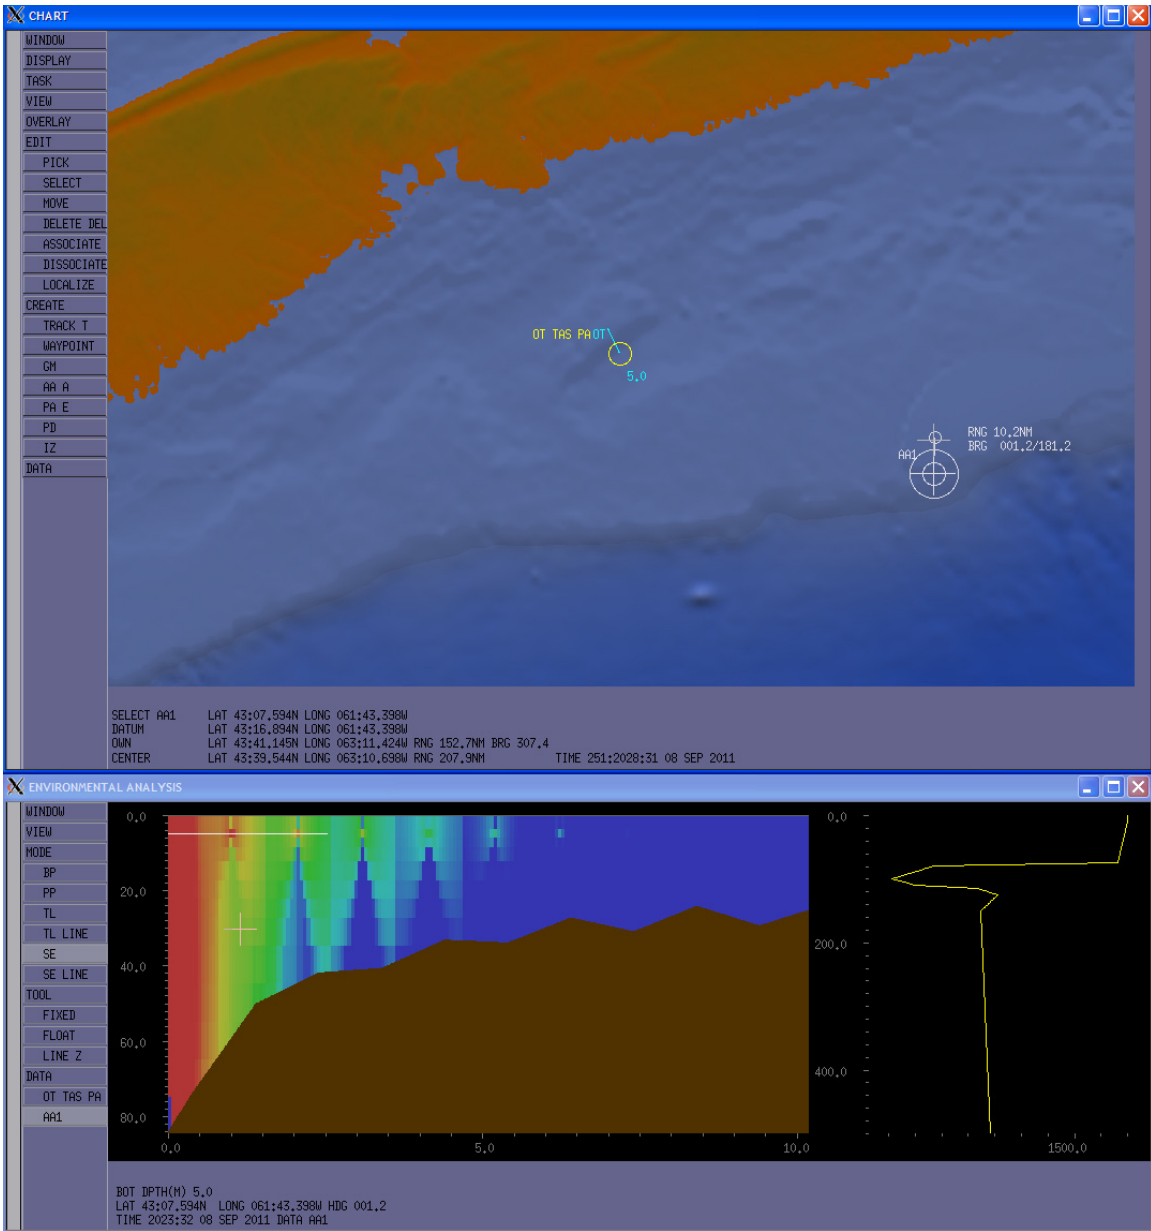 CHART
WINDOW
DISPLAY
TASK
VIEW
OVERLAY
EDIT
PICK
SELECT
MOVE
DELETE DEL
ASSOCIATE
DISSOCIATE
LOCALIZE
CREATE
TRACK T
WAYPOINT
GM
AA A
PA E
PD
IZ
DATA
OT TAS PA OT
5.0
RNG 10.2NM
BRG 001.2/181.2
AA1
SELECT AA1 LAT 43:07.594N LONG 061:43.398W
DATUM LAT 43:16.894N LONG 061:43.398W
OWN LAT 43:41.145N LONG 063:11.424W RNG 152.7NM BRG 307.4
CENTER LAT 43:39.544N LONG 063:10.698W RNG 207.9NM TIME 251:2028:31 08 SEP 2011
ENVIRONMENTAL ANALYSIS
WINDOW
VIEW
MODE
BP
PP
TL
TL LINE
SE
SE LINE
TOOL
FIXED
FLOAT
LINE Z
DATA
OT TAS PA
AA1
0.0
20.0
40.0
60.0
80.0
0.0 5.0 10.0
0.0
200.0
400.0
1500.0
BOT DPTH(M) 5.0
LAT 43:07.594N LONG 061:43.398W HDG 001.2
TIME 2023:32 08 SEP 2011 DATA AA1